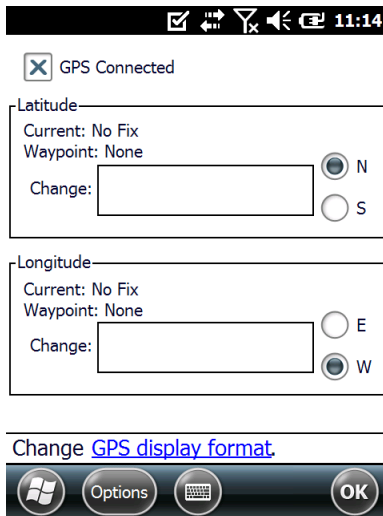 11:14
GPS Connected
Latitude
Current: No Fix
Waypoint: None
Change:
N
S
Longitude
Current: No Fix
Waypoint: None
Change:
E
W
Change GPS display format.
Options
OK